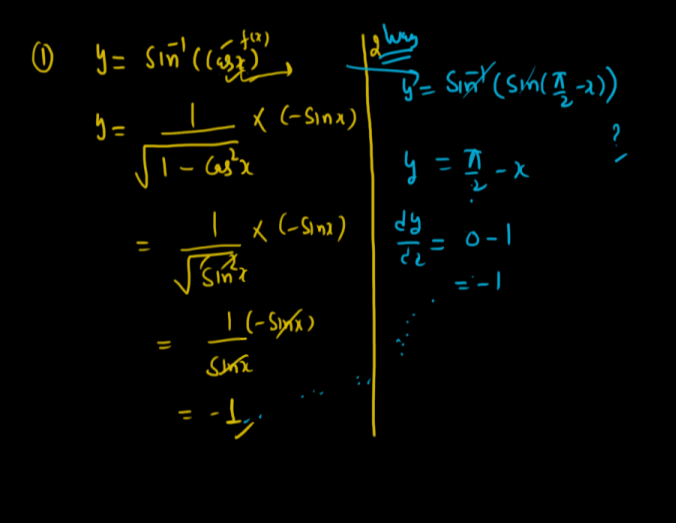 ① y = sin⁻¹((cos x) f(x)
y = 1/√(1 - cos²x) × (-sin x)
= 1/√(sin²x) × (-sin x)
= 1 (-sin x)/sin x
= -1
2 way
y = sin⁻¹(sin(π/2 - x))
?
y = π/2 - x
dy/dx = 0 - 1
= -1